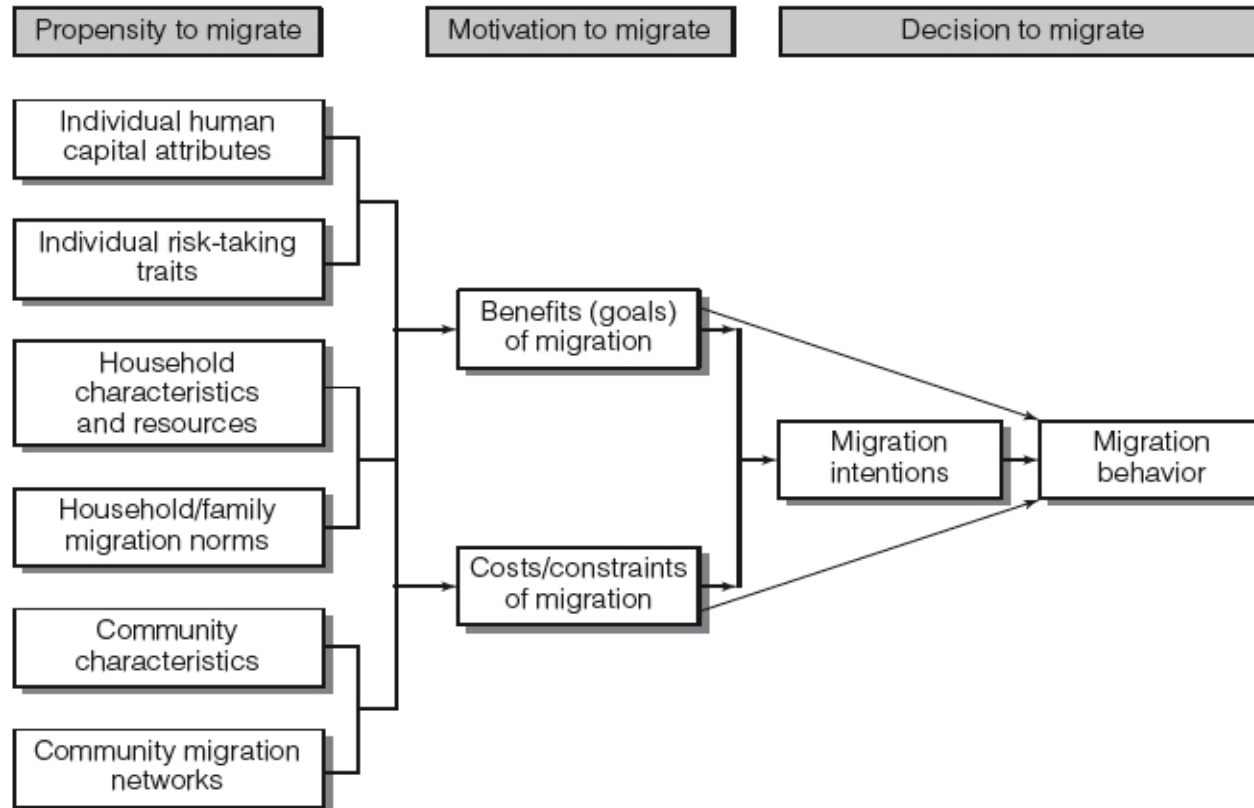 Propensity to migrate
Motivation to migrate
Decision to migrate
Individual human
capital attributes
Individual risk-taking
traits
Household
characteristics
and resources
Household/family
migration norms
Community
characteristics
Community migration
networks
Benefits (goals)
of migration
Costs/constraints
of migration
Migration
intentions
Migration
behavior